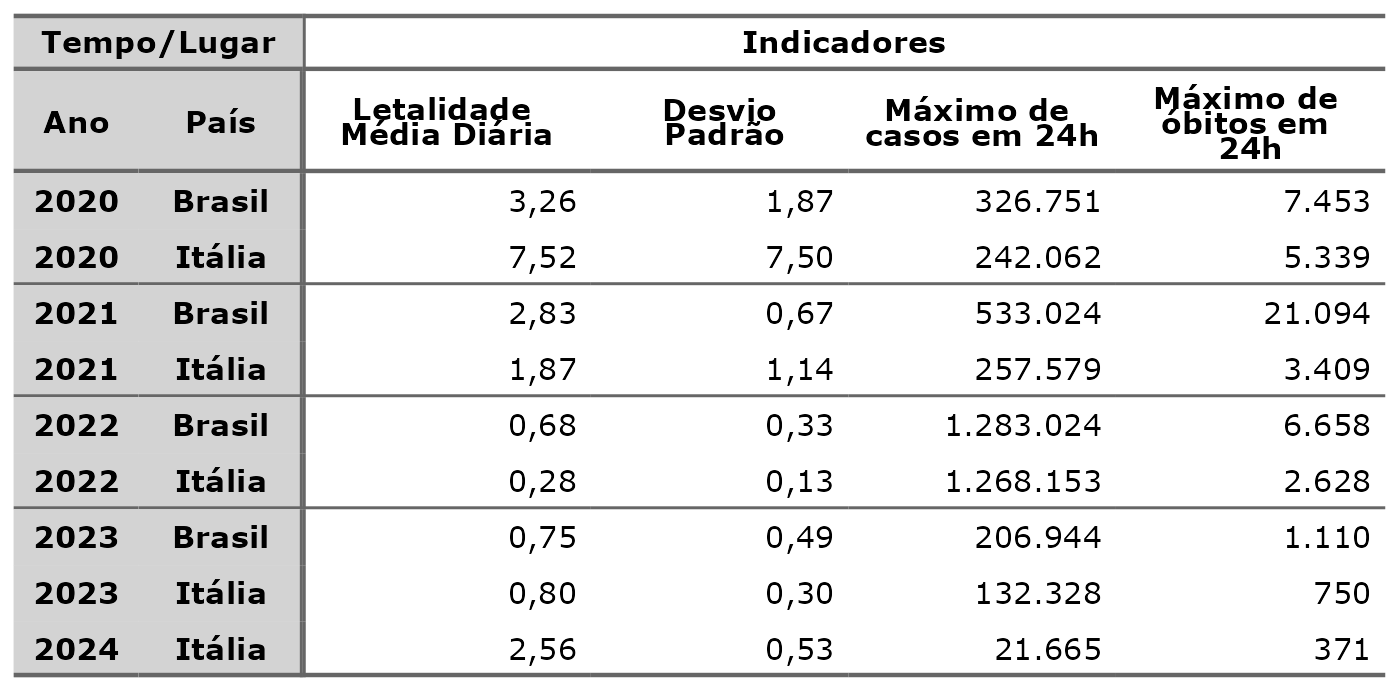 Tempo/Lugar Indicadores
Ano País Letalidade Média Diária Desvio Padrão Máximo de casos em 24h Máximo de óbitos em 24h
2020 Brasil 3,26 1,87 326.751 7.453
2020 Itália 7,52 7,50 242.062 5.339
2021 Brasil 2,83 0,67 533.024 21.094
2021 Itália 1,87 1,14 257.579 3.409
2022 Brasil 0,68 0,33 1.283.024 6.658
2022 Itália 0,28 0,13 1.268.153 2.628
2023 Brasil 0,75 0,49 206.944 1.110
2023 Itália 0,80 0,30 132.328 750
2024 Itália 2,56 0,53 21.665 371